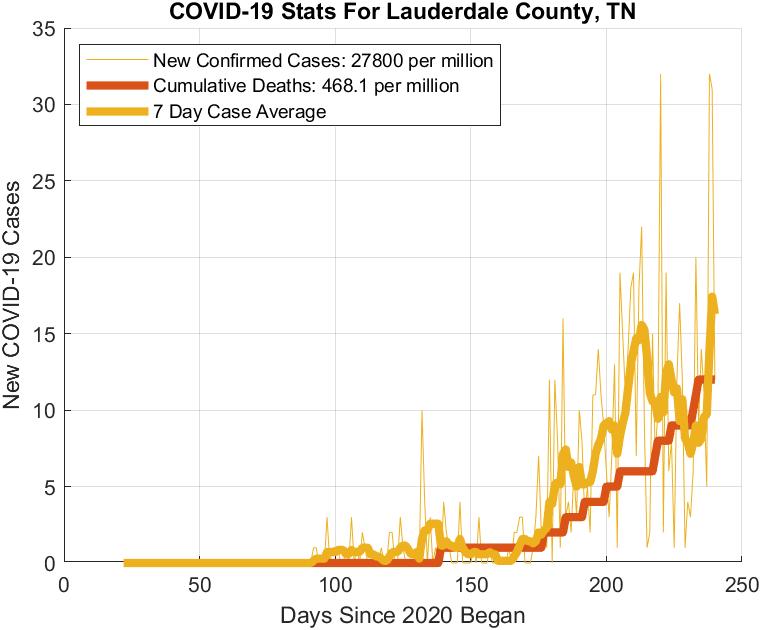 COVID-19 Stats For Lauderdale County, TN
New Confirmed Cases: 27800 per million
Cumulative Deaths: 468.1 per million
7 Day Case Average
New COVID-19 Cases
35
30
25
20
15
10
5
0
0 50 100 150 200 250
Days Since 2020 Began